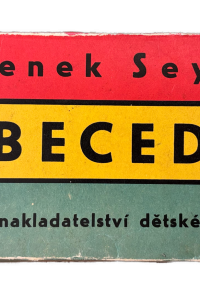 enek Sey
BECED
nakladatelství dětské